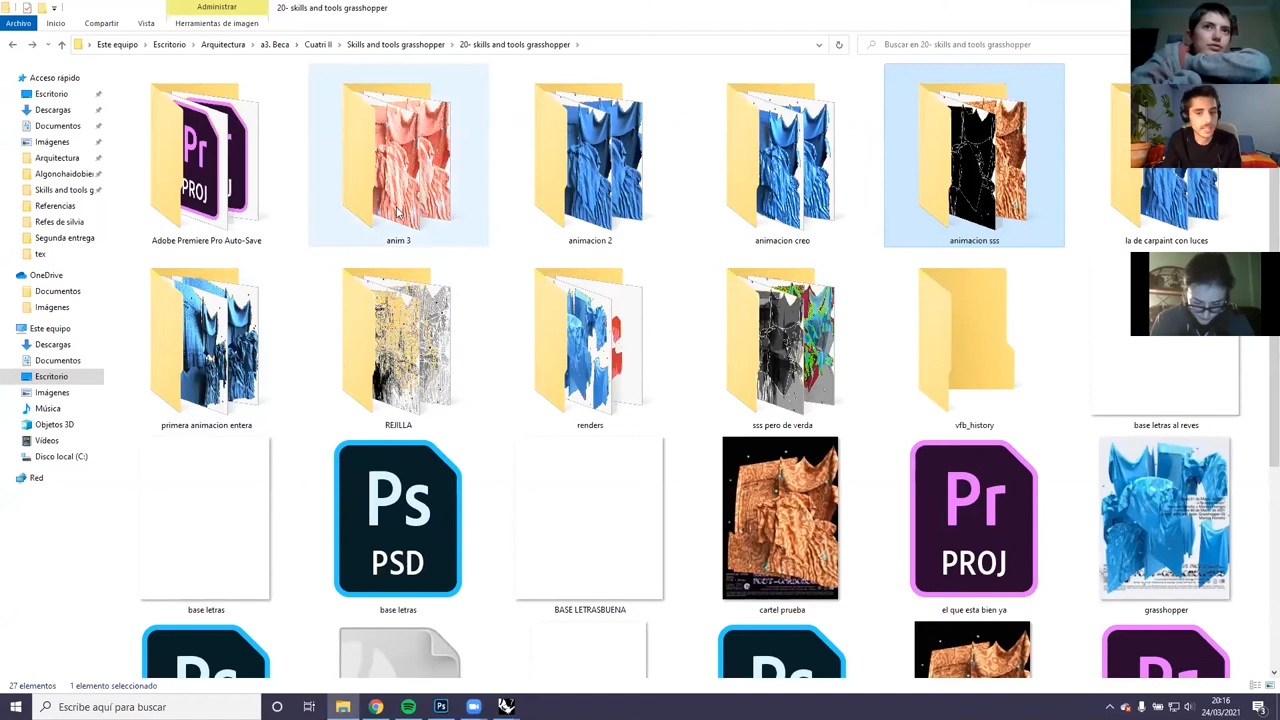 Administrar
20- skills and tools grasshopper
Archivo Inicio Compartir Vista Herramientas de imagen
Este equipo Escritorio Arquitectura a3. Beca Cuatri II Skills and tools grasshopper 20- skills and tools grasshopper
Buscar en 20- skills and tools grasshopper
Acceso rápido
Escritorio
Descargas
Documentos
Imágenes
Arquitectura
Algonohaidobier
Skills and tools g
Referencias
Refes de silvia
Segunda entrega
tex
OneDrive
Documentos
Imágenes
Este equipo
Descargas
Documentos
Escritorio
Imágenes
Música
Objetos 3D
Vídeos
Disco local (C:)
Red
Pr
PROJ
Adobe Premiere Pro Auto-Save anim 3 animacion 2 animacion creo animacion sss la de carpaint con luces
primera animacion entera REJILLA renders sss pero de verda vfb_history base letras al reves
Ps
PSD
Pr
PROJ
base letras base letras BASE LETRASBUENA cartel prueba el que esta bien ya grasshopper
Ps
Ps
Pr
27 elementos 1 elemento seleccionado
Escribe aquí para buscar
Ps
20:16
24/03/2021
3